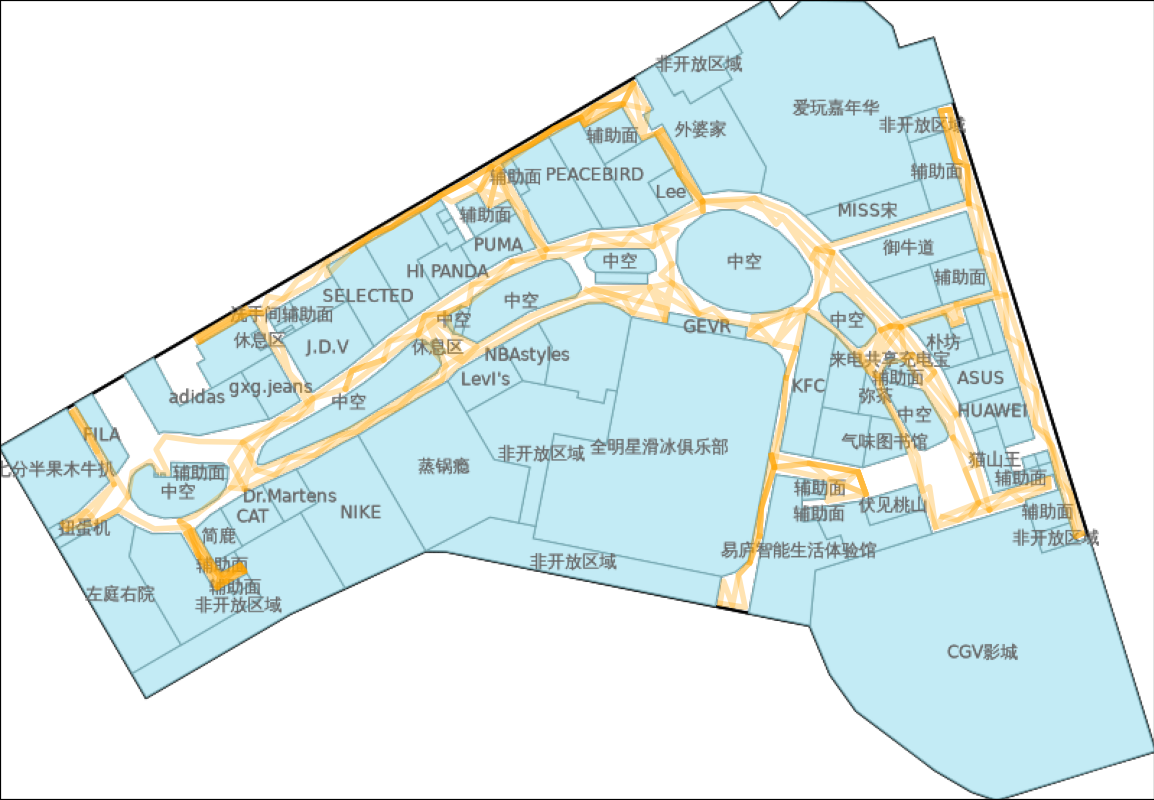 非开放区域
爱玩嘉年华
外婆家
非开放区域
辅助面
辅助面
PEACEBIRD
辅助面
Lee
辅助面
MISS宋
PUMA
御牛道
中空
中空
HI PANDA
辅助面
SELECTED
中空
洗手间辅助面
中空
中空
GEVR
休息区
J.D.V
休息区
NBAstyles
朴坊
来电共享充电宝
Levl's
辅助面
ASUS
adidas
gxg.jeans
KFC
弥茶
中空
中空
HUAWEI
FILA
气味图书馆
全明星滑冰俱乐部
非开放区域
猫山王
七分半果木牛扒
辅助面
蒸锅瘾
辅助面
中空
辅助面
Dr.Martens
伏见桃山
CAT
NIKE
辅助面
辅助面
扭蛋机
简鹿
非开放区域
易庐智能生活体验馆
辅助面
非开放区域
辅助面
左庭右院
非开放区域
CGV影城